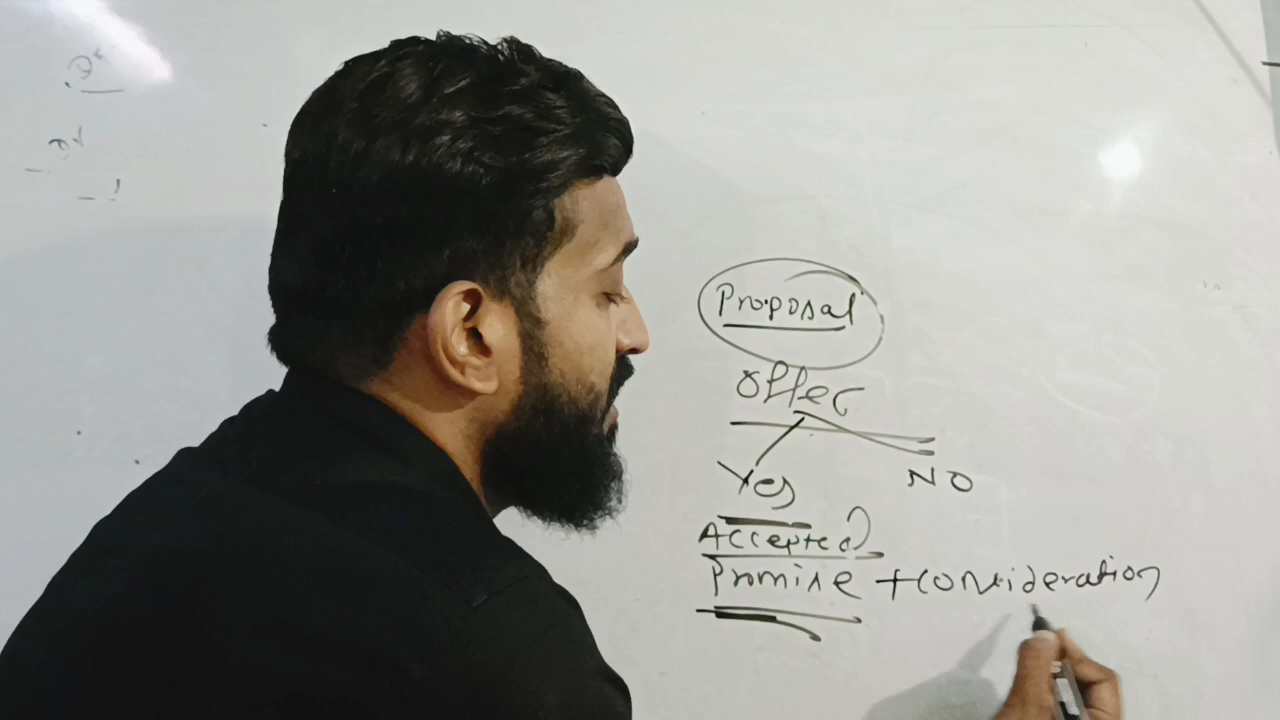 Proposal
offer
Yes NO
Accepted
Promise + consideration